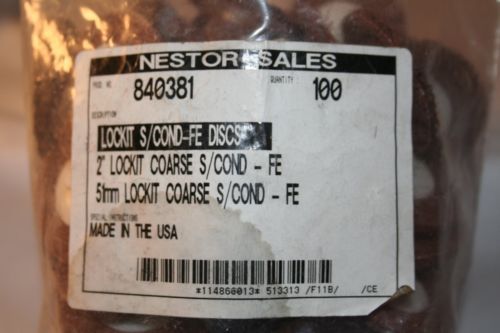 NESTOR SALES
PROD. NO. 840381 QUANTITY 100
DESCRIPTION
LOCKIT S/COND-FE DISCS
2" LOCKIT COARSE S/COND - FE
51mm LOCKIT COARSE S/COND - FE
SPECIAL INSTRUCTIONS
MADE IN THE USA
*114866013* 513313 /F11B/ /CE